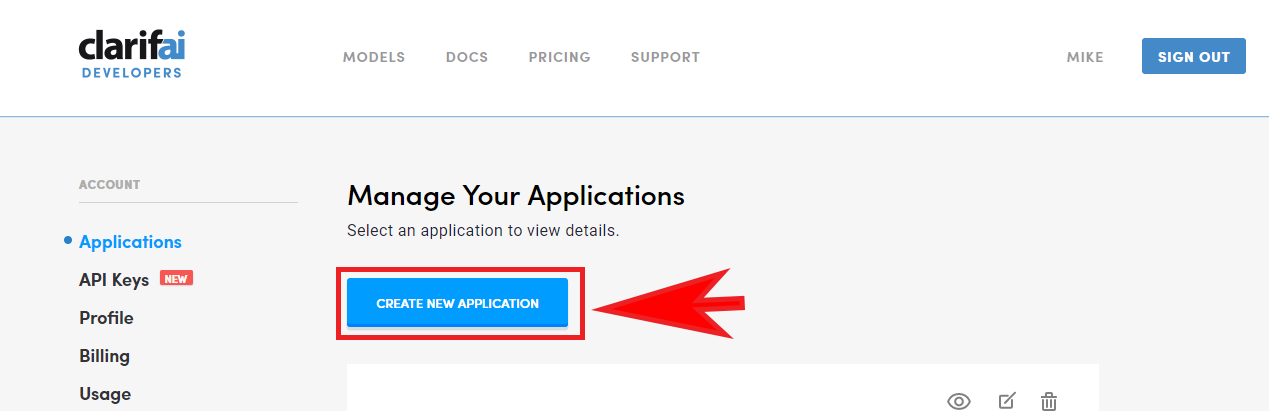 clarifai
DEVELOPERS
MODELS DOCS PRICING SUPPORT MIKE SIGN OUT
ACCOUNT
Applications
API Keys NEW
Profile
Billing
Usage
Manage Your Applications
Select an application to view details.
CREATE NEW APPLICATION